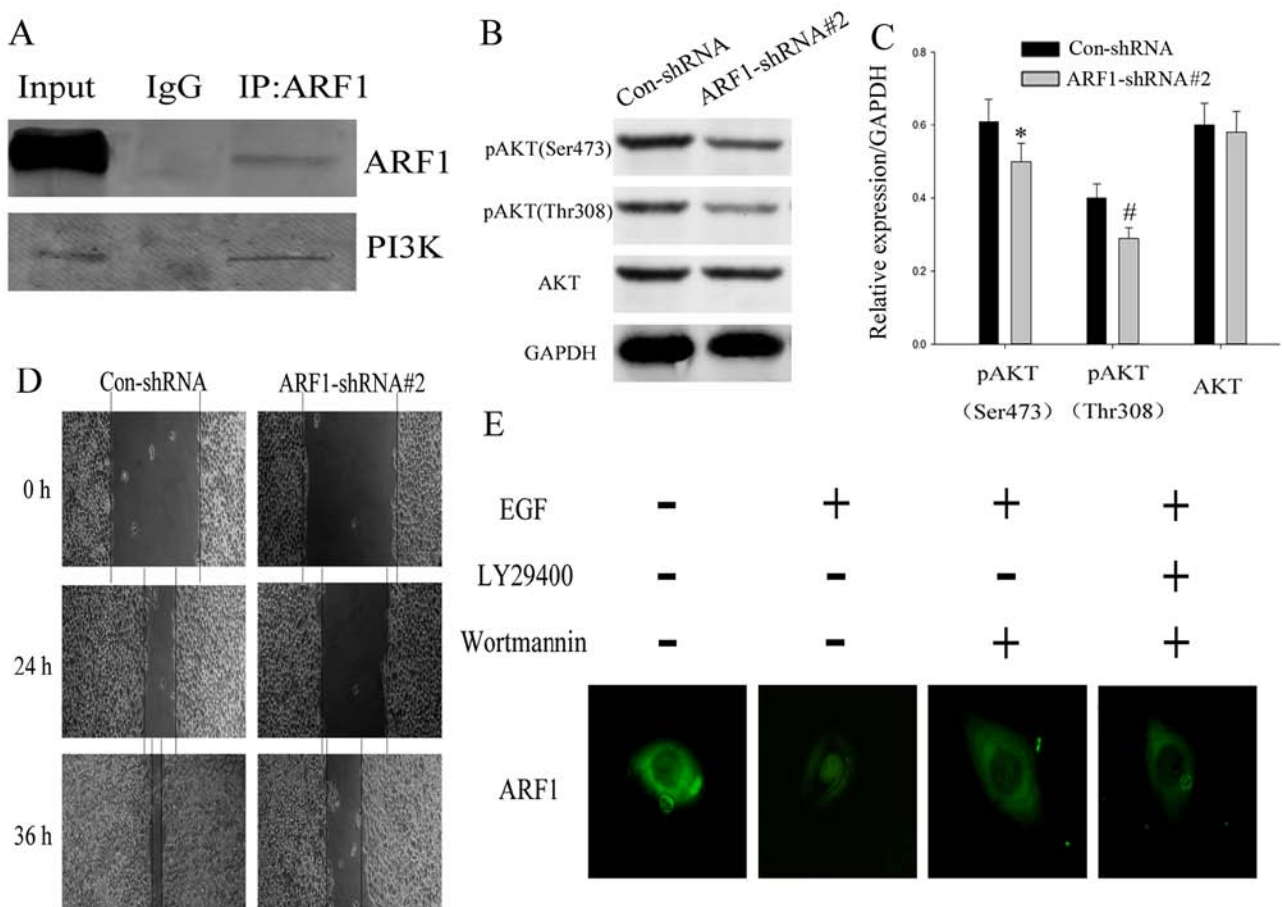 A
Input IgG IP:ARF1
ARF1
PI3K
B
Con-shRNA ARF1-shRNA#2
pAKT(Ser473)
pAKT(Thr308)
AKT
GAPDH
C
Con-shRNA
ARF1-shRNA#2
Relative expression/GAPDH
0.8
0.6
0.4
0.2
0.0
*
#
pAKT pAKT AKT
(Ser473) (Thr308)
D
Con-shRNA ARF1-shRNA#2
0 h
24 h
36 h
E
EGF - + + +
LY29400 - - - +
Wortmannin - - + +
ARF1